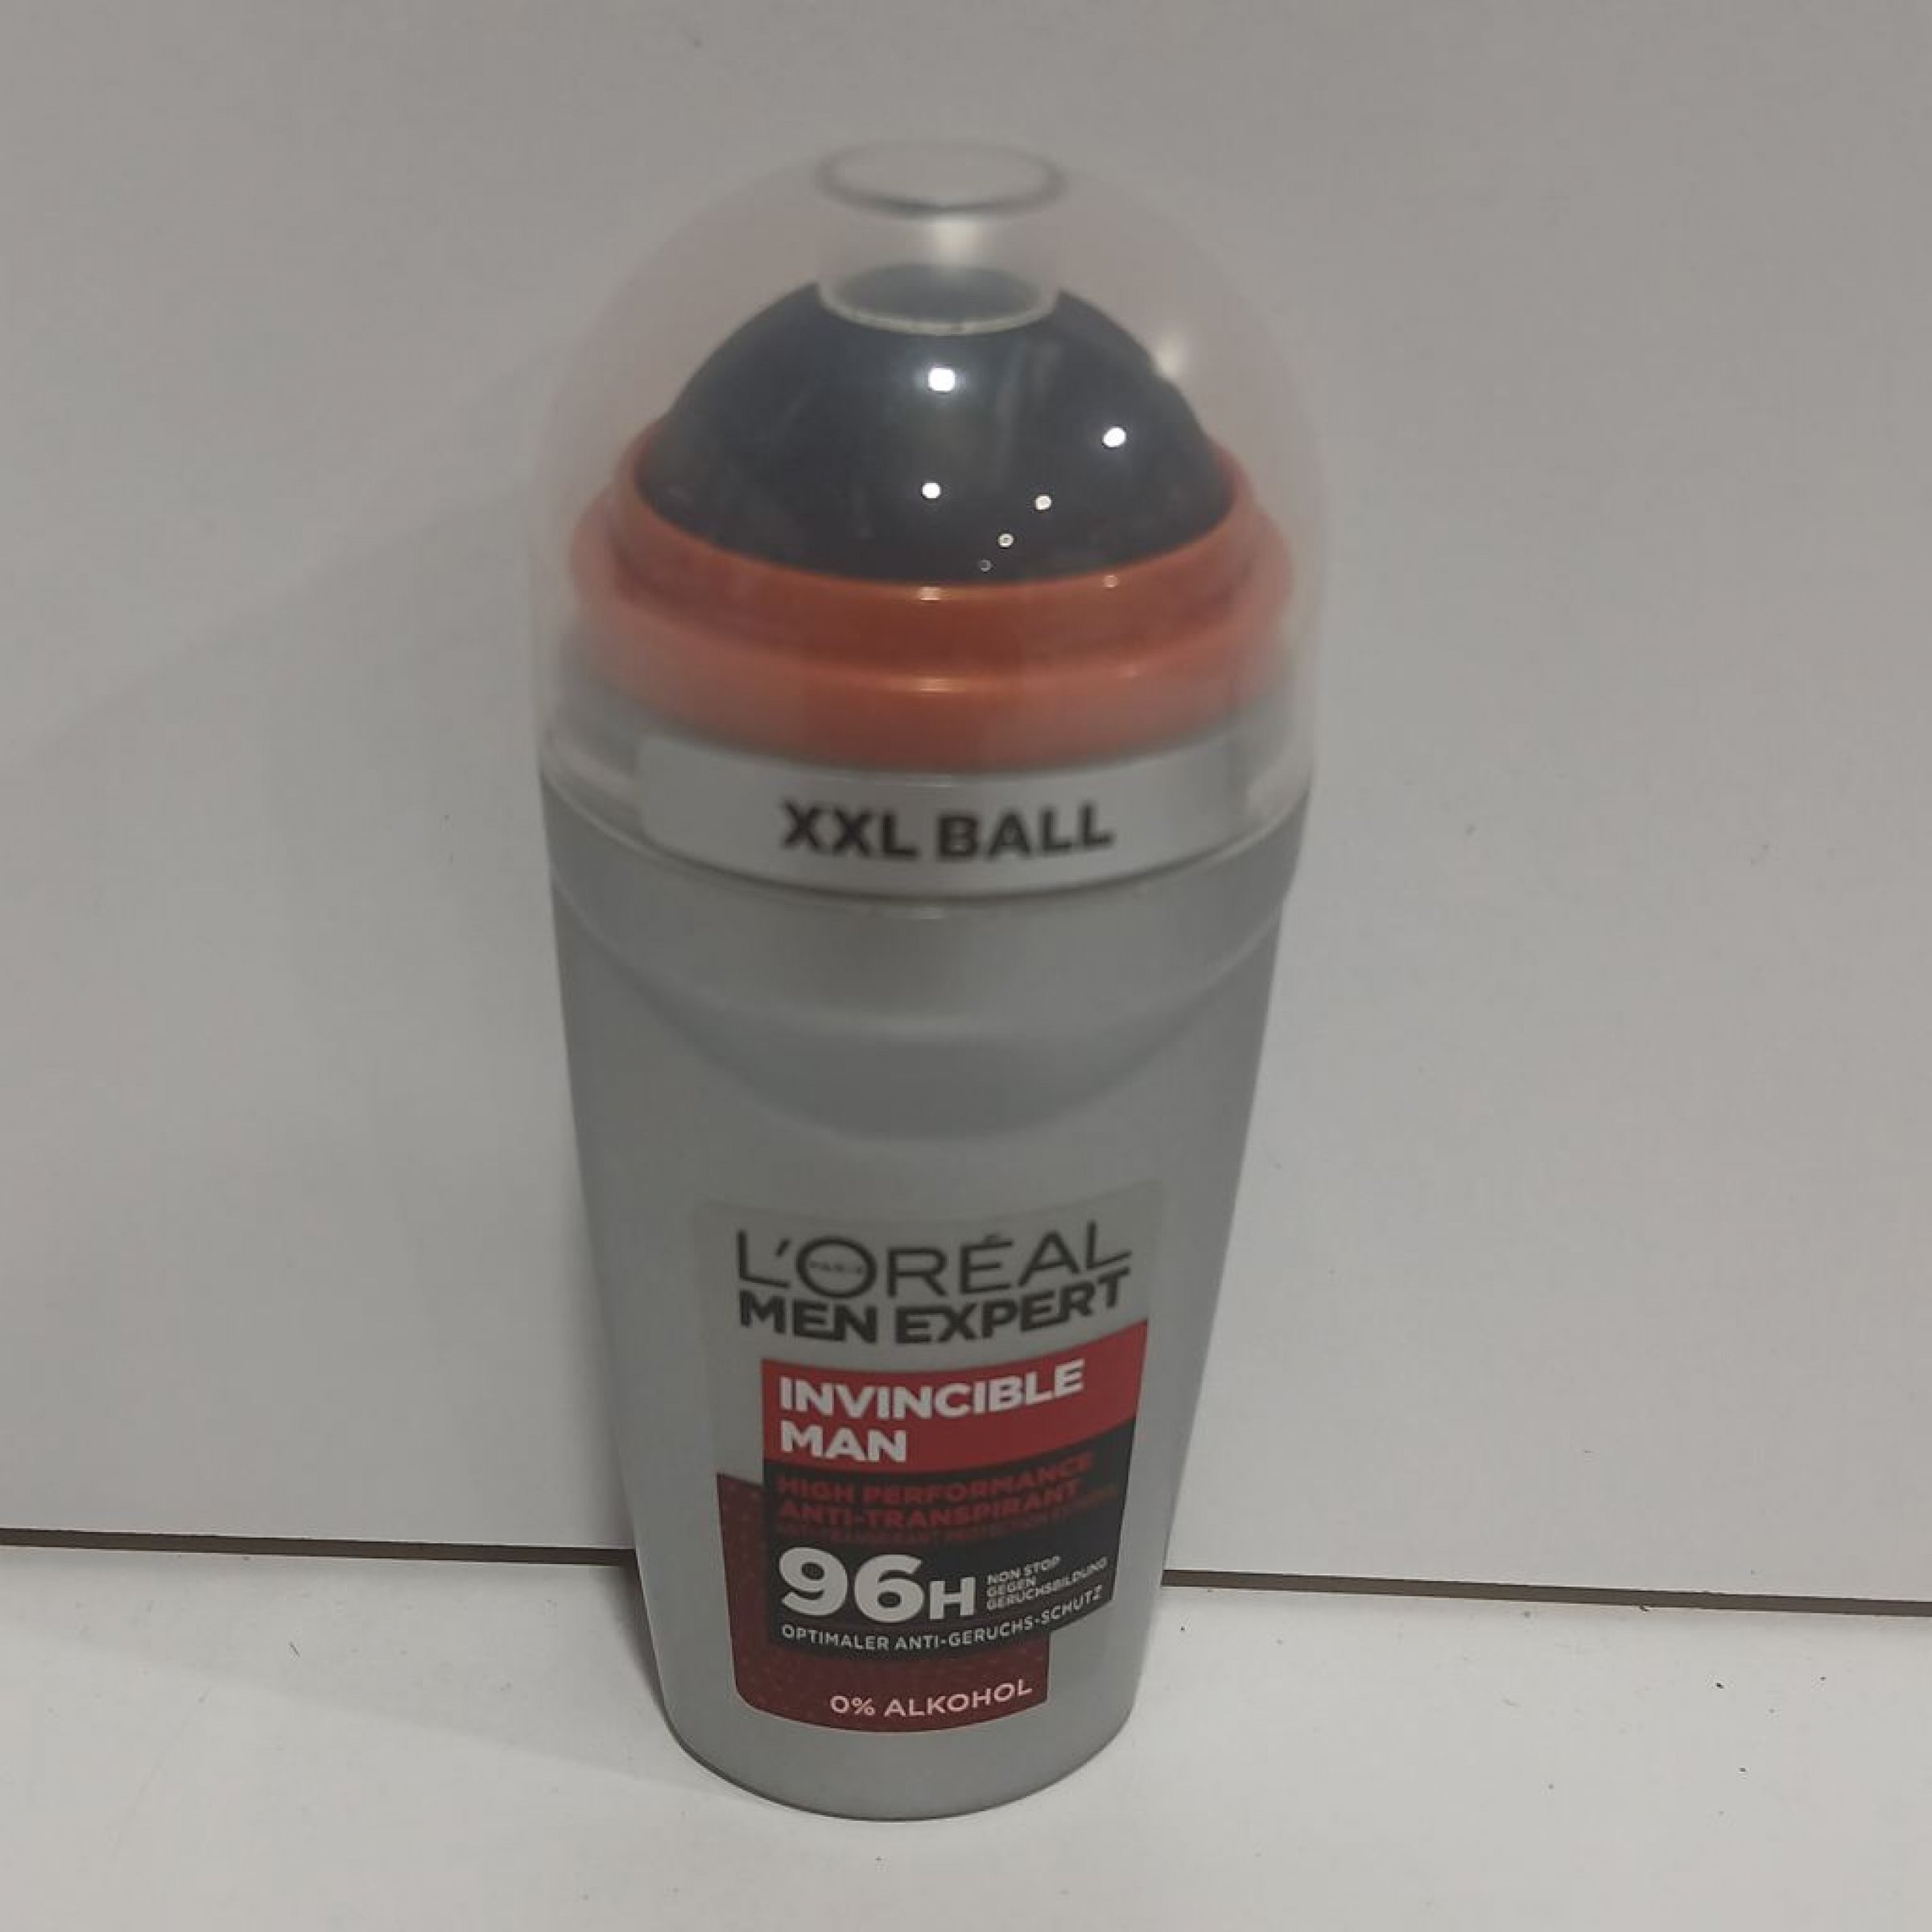 XXL BALL
L'ORÉAL
PARIS
MEN EXPERT
INVINCIBLE
MAN
HIGH PERFORMANCE
ANTI-TRANSPIRANT
96H
NON STOP
GEGEN
GERUCHSBILDUNG
OPTIMALER ANTI-GERUCHS-SCHUTZ
0% ALKOHOL